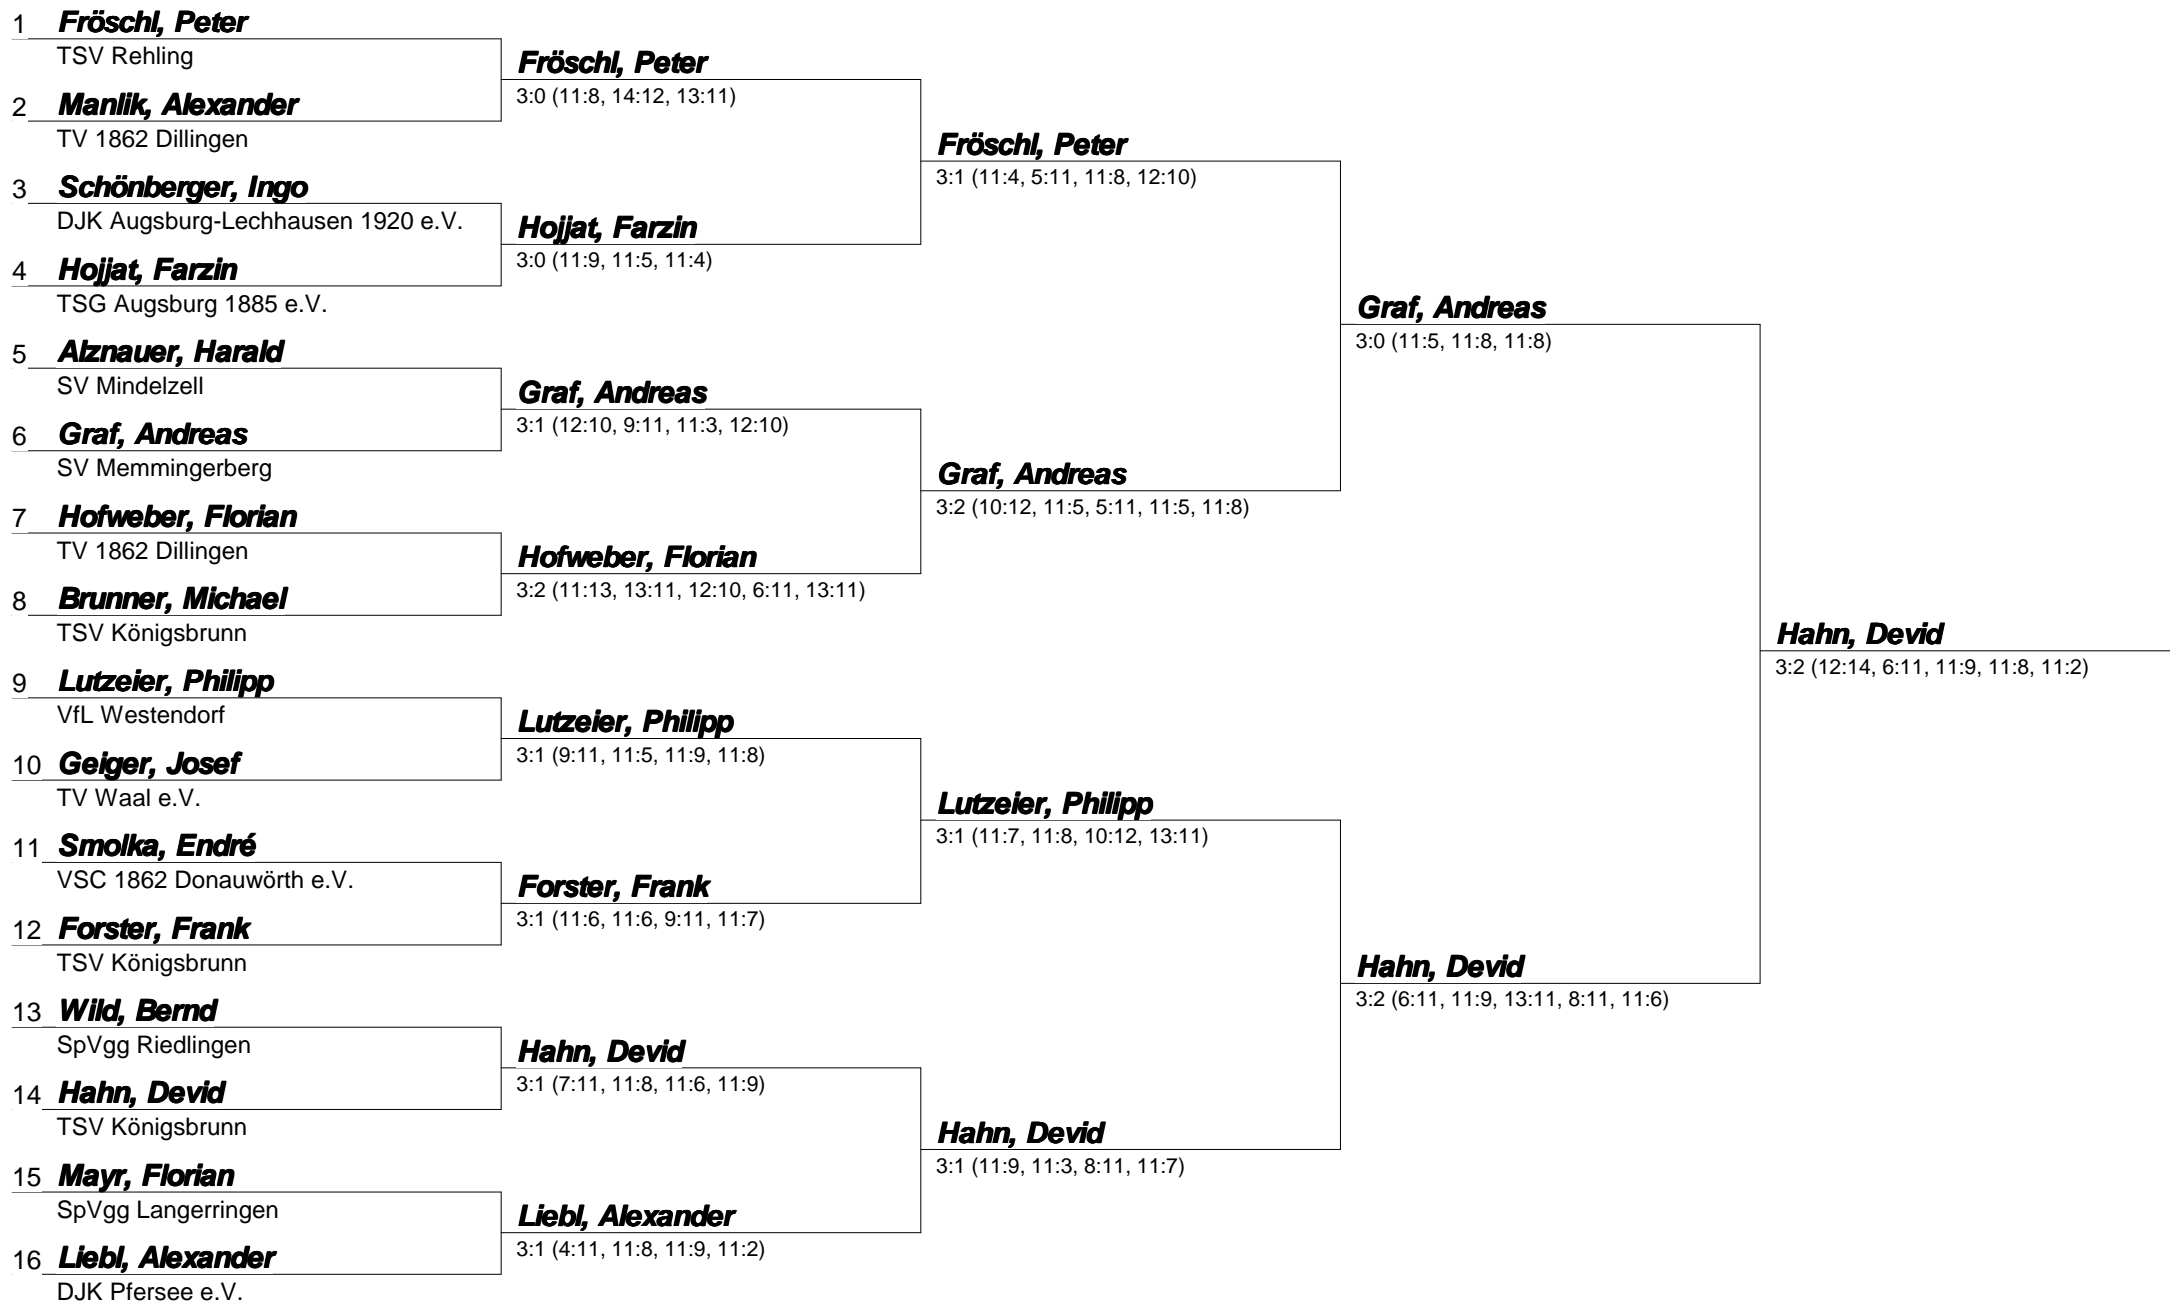 1 Fröschl, Peter
TSV Rehling
2 Manlik, Alexander
TV 1862 Dillingen
3 Schönberger, Ingo
DJK Augsburg-Lechhausen 1920 e.V.
4 Hojjat, Farzin
TSG Augsburg 1885 e.V.
5 Alznauer, Harald
SV Mindelzell
6 Graf, Andreas
SV Memmingerberg
7 Hofweber, Florian
TV 1862 Dillingen
8 Brunner, Michael
TSV Königsbrunn
9 Lutzeier, Philipp
VfL Westendorf
10 Geiger, Josef
TV Waal e.V.
11 Smolka, Endré
VSC 1862 Donauwörth e.V.
12 Forster, Frank
TSV Königsbrunn
13 Wild, Bernd
SpVgg Riedlingen
14 Hahn, Devid
TSV Königsbrunn
15 Mayr, Florian
SpVgg Langerringen
16 Liebl, Alexander
DJK Pfersee e.V.
Fröschl, Peter
3:0 (11:8, 14:12, 13:11)
Hojjat, Farzin
3:0 (11:9, 11:5, 11:4)
Graf, Andreas
3:1 (12:10, 9:11, 11:3, 12:10)
Hofweber, Florian
3:2 (11:13, 13:11, 12:10, 6:11, 13:11)
Lutzeier, Philipp
3:1 (9:11, 11:5, 11:9, 11:8)
Forster, Frank
3:1 (11:6, 11:6, 9:11, 11:7)
Hahn, Devid
3:1 (7:11, 11:8, 11:6, 11:9)
Liebl, Alexander
3:1 (4:11, 11:8, 11:9, 11:2)
Fröschl, Peter
3:1 (11:4, 5:11, 11:8, 12:10)
Graf, Andreas
3:2 (10:12, 11:5, 5:11, 11:5, 11:8)
Lutzeier, Philipp
3:1 (11:7, 11:8, 10:12, 13:11)
Hahn, Devid
3:1 (11:9, 11:3, 8:11, 11:7)
Graf, Andreas
3:0 (11:5, 11:8, 11:8)
Hahn, Devid
3:2 (6:11, 11:9, 13:11, 8:11, 11:6)
Hahn, Devid
3:2 (12:14, 6:11, 11:9, 11:8, 11:2)